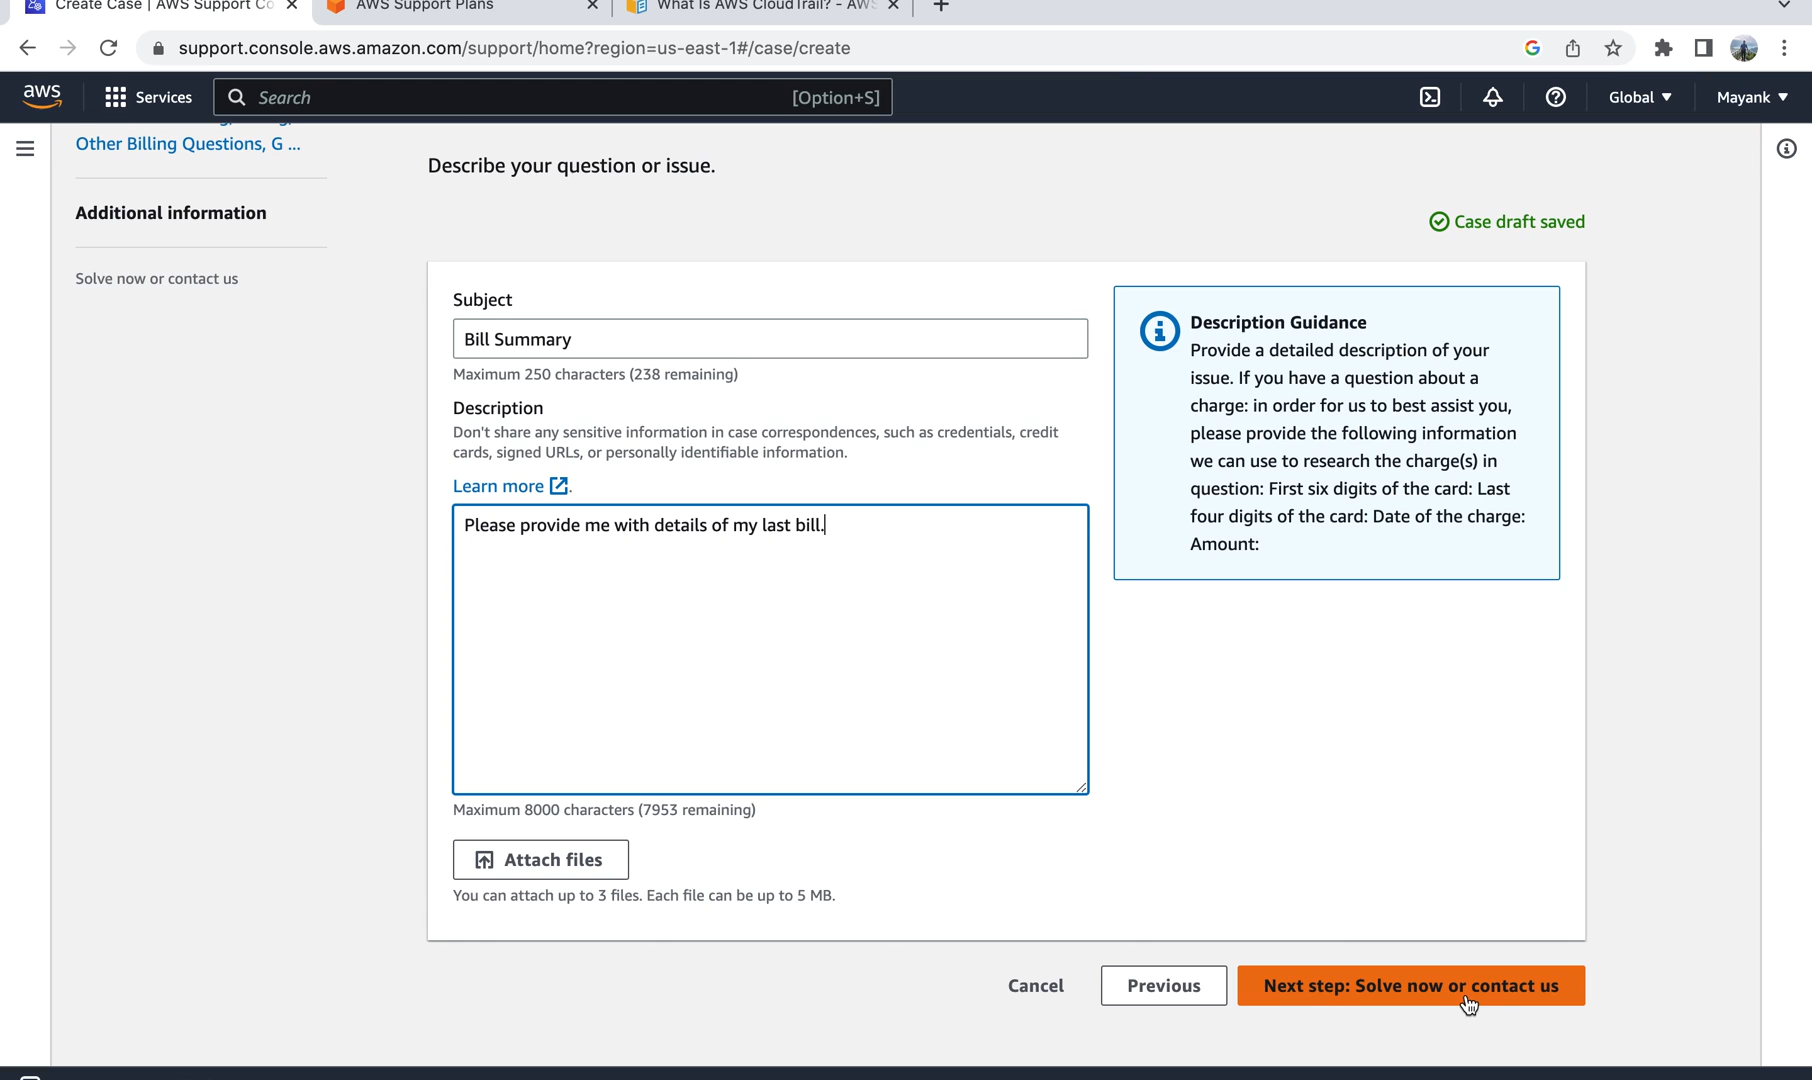 Create Case | AWS Support Co
AWS Support Plans
What Is AWS CloudTrail? - AWS
support.console.aws.amazon.com/support/home?region=us-east-1#/case/create
aws
Services
Search
[Option+S]
Global
Mayank
Other Billing Questions, G ...
Additional information
Solve now or contact us
Describe your question or issue.
Case draft saved
Subject
Bill Summary
Maximum 250 characters (238 remaining)
Description
Don't share any sensitive information in case correspondences, such as credentials, credit
cards, signed URLs, or personally identifiable information.
Learn more .
Please provide me with details of my last bill.
Maximum 8000 characters (7953 remaining)
Attach files
You can attach up to 3 files. Each file can be up to 5 MB.
Description Guidance
Provide a detailed description of your
issue. If you have a question about a
charge: in order for us to best assist you,
please provide the following information
we can use to research the charge(s) in
question: First six digits of the card: Last
four digits of the card: Date of the charge:
Amount:
Cancel
Previous
Next step: Solve now or contact us